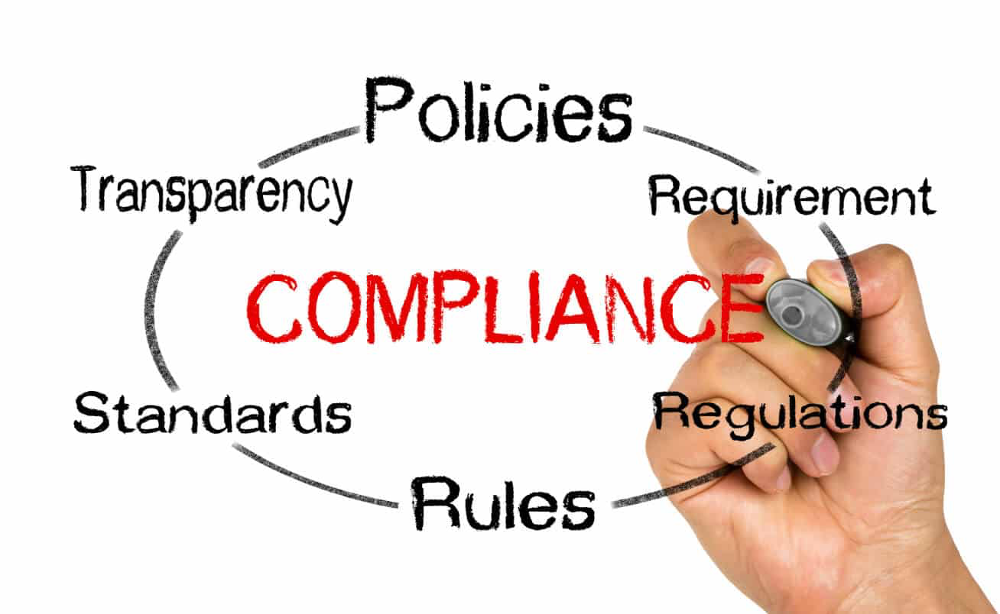 Policies
Transparency
Requirement
COMPLIANCE
Standards
Regulations
Rules